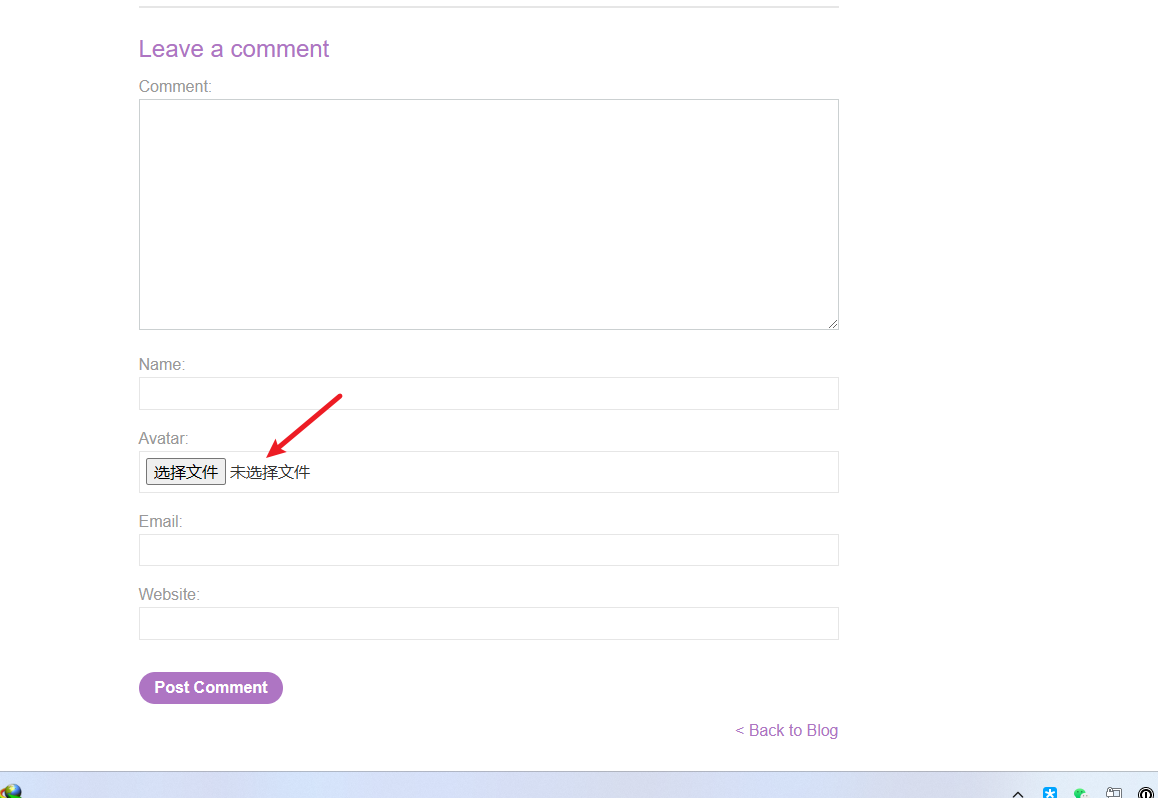 Leave a comment
Comment:
Name:
Avatar:
选择文件 未选择文件
Email:
Website:
Post Comment
< Back to Blog